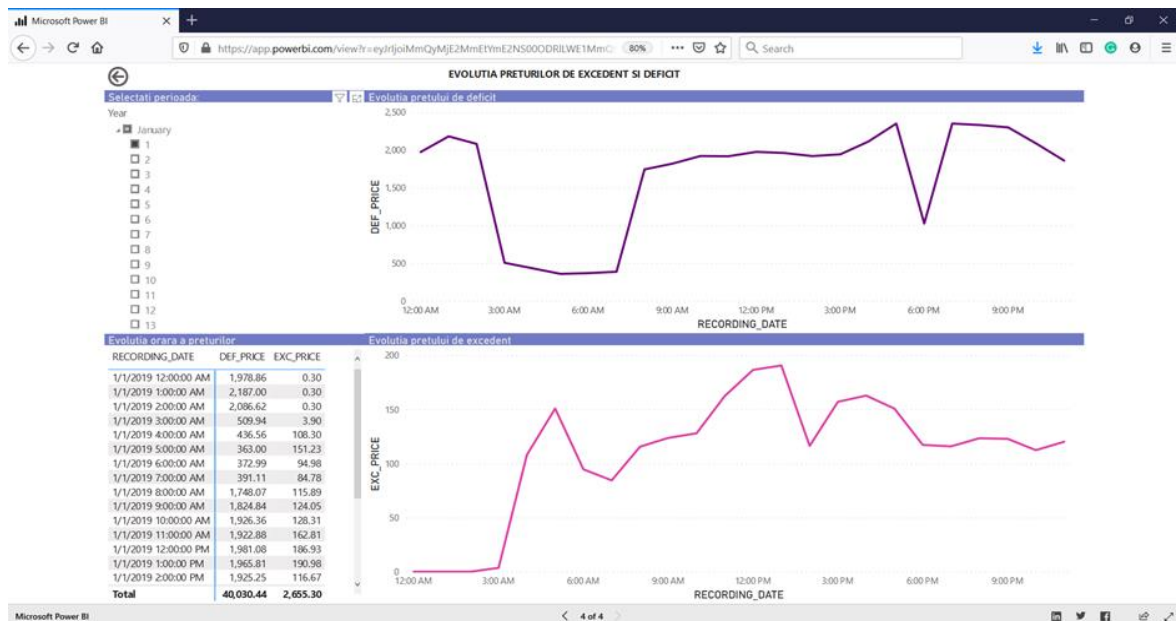 Microsoft Power BI
80%
Search
EVOLUTIA PRETURILOR DE EXCEDENT SI DEFICIT
Selectati perioada:
Year
January
1
2
3
4
5
6
7
8
9
10
11
12
13
Evolutia pretului de deficit
2,500
2,000
1,500
1,000
500
0
DEF_PRICE
12:00 AM 3:00 AM 6:00 AM 9:00 AM 12:00 PM 3:00 PM 6:00 PM 9:00 PM
RECORDING_DATE
Evolutia orara a preturilor
RECORDING_DATE DEF_PRICE EXC_PRICE
1/1/2019 12:00:00 AM 1,978.86 0.30
1/1/2019 1:00:00 AM 2,187.00 0.30
1/1/2019 2:00:00 AM 2,086.62 0.30
1/1/2019 3:00:00 AM 509.94 3.90
1/1/2019 4:00:00 AM 436.56 108.30
1/1/2019 5:00:00 AM 363.00 151.23
1/1/2019 6:00:00 AM 372.99 94.98
1/1/2019 7:00:00 AM 391.11 84.78
1/1/2019 8:00:00 AM 1,748.07 115.89
1/1/2019 9:00:00 AM 1,824.84 124.05
1/1/2019 10:00:00 AM 1,926.36 128.31
1/1/2019 11:00:00 AM 1,922.88 162.81
1/1/2019 12:00:00 PM 1,981.08 186.93
1/1/2019 1:00:00 PM 1,965.81 190.98
1/1/2019 2:00:00 PM 1,925.25 116.67
Total 40,030.44 2,655.30
Evolutia pretului de excedent
200
150
100
50
0
EXC_PRICE
12:00 AM 3:00 AM 6:00 AM 9:00 AM 12:00 PM 3:00 PM 6:00 PM 9:00 PM
RECORDING_DATE
Microsoft Power BI
4 of 4